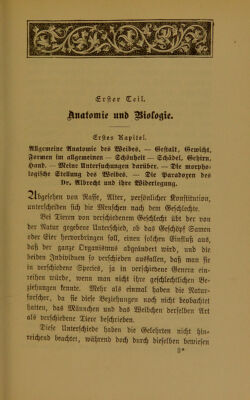 Erster Teil.
Anatomie und Biologie.
Erstes Kapitel.
Allgemeine Anatomie des Weibes. — Gestalt, Gewicht,
Formen im allgemeinen — Schönheit — Schädel, Gehirn,
Hand. — Meine Untersuchungen darüber. — Die morpho-
logische Stellung des Weibes. — Die Paradoxen des
Dr. Albrecht und ihre Widerlegung.
Abgesehen von Rasse, Alter, persönlicher Konstitution,
unterscheiden sich die Menschen nach dem Geschlechte.
Bei Tieren von verschiedenem Geschlecht übt der von
der Natur gegebene Unterschied, ob das Geschöpf Samen
oder Eier hervorbringen soll, einen solchen Einfluß aus,
daß der ganze Organismus abgeändert wird, und die
beiden Individuen so verschieden ausfallen, daß man sie
in verschiedene Species, ja in verschiedene Genera ein-
reihen würde, wenn man nicht ihre geschlechtlichen Be-
ziehungen kennte. Mehr als einmal haben die Natur-
forscher, da sie diese Beziehungen noch nicht beobachtet
hatten, das Männchen und das Weibchen derselben Art
als verschiedene Tiere beschrieben.
Diese Unterschiede haben die Gelehrten nicht hin-
reichend beachtet, während doch durch dieselben bewiesen